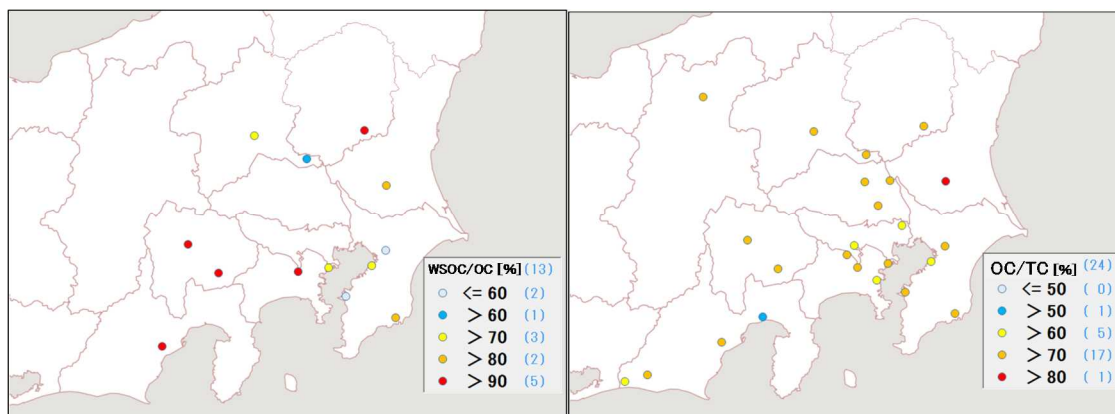 WSOC/OC [%] (13)
<= 60 (2)
> 60 (1)
> 70 (3)
> 80 (2)
> 90 (5)
OC/TC [%] (24)
<= 50 ( 0)
> 50 ( 1)
> 60 ( 5)
> 70 (17)
> 80 ( 1)